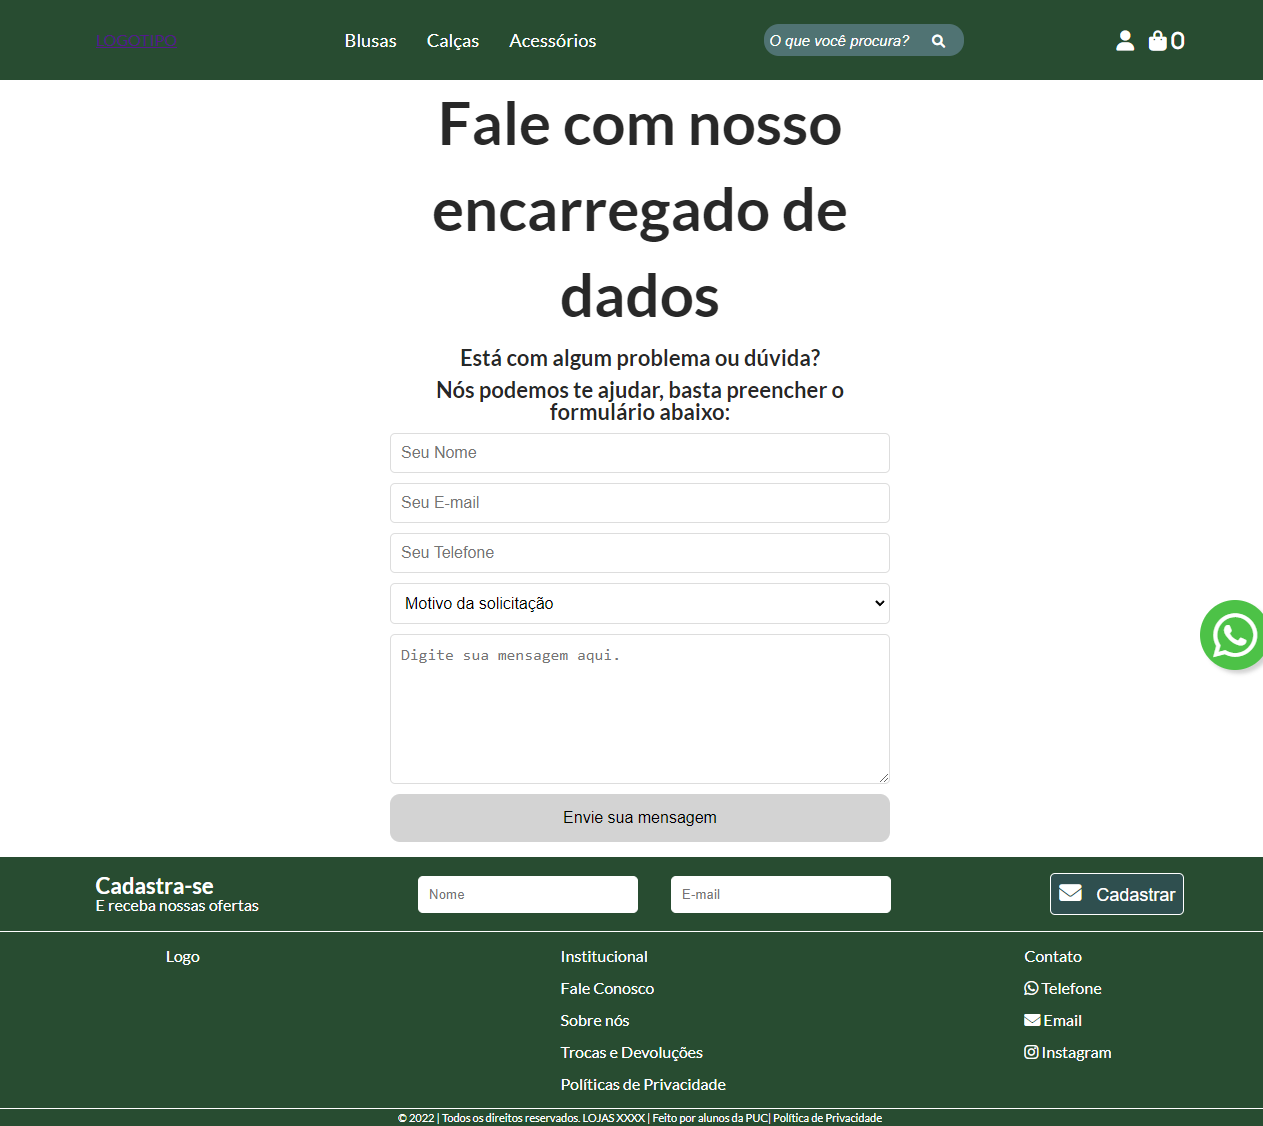 LOGOTIPO
Blusas Calças Acessórios
O que você procura?
0
Fale com nosso
encarregado de
dados
Está com algum problema ou dúvida?
Nós podemos te ajudar, basta preencher o
formulário abaixo:
Seu Nome
Seu E-mail
Seu Telefone
Motivo da solicitação
Digite sua mensagem aqui.
Envie sua mensagem
Cadastra-se
E receba nossas ofertas
Nome
E-mail
Cadastrar
Logo
Institucional
Fale Conosco
Sobre nós
Trocas e Devoluções
Políticas de Privacidade
Contato
Telefone
Email
Instagram
© 2022 | Todos os direitos reservados. LOJAS XXXX | Feito por alunos da PUC| Política de Privacidade